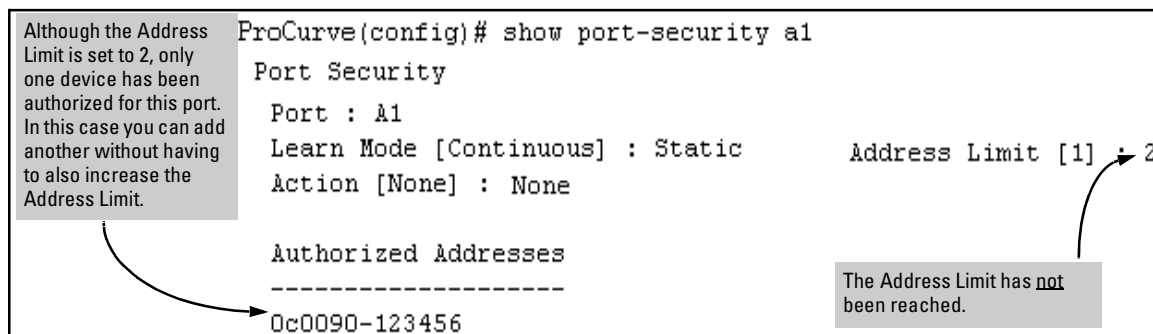 Although the Address
Limit is set to 2, only
one device has been
authorized for this port.
In this case you can add
another without having
to also increase the
Address Limit.
ProCurve(config)# show port-security a1
Port Security
Port : A1
Learn Mode [Continuous] : Static Address Limit [1] : 2
Action [None] : None
Authorized Addresses
--------------------
0c0090-123456
The Address Limit has not
been reached.